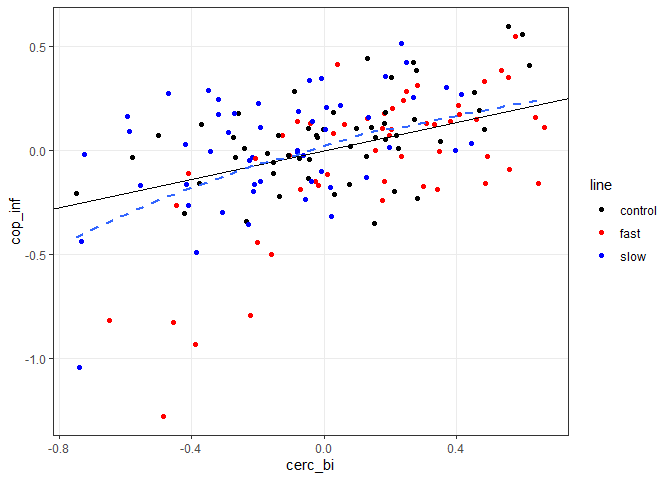 0.5
0.0
-0.5
-1.0
cop_inf
-0.8
-0.4
0.0
0.4
cerc_bi
line
control
fast
slow